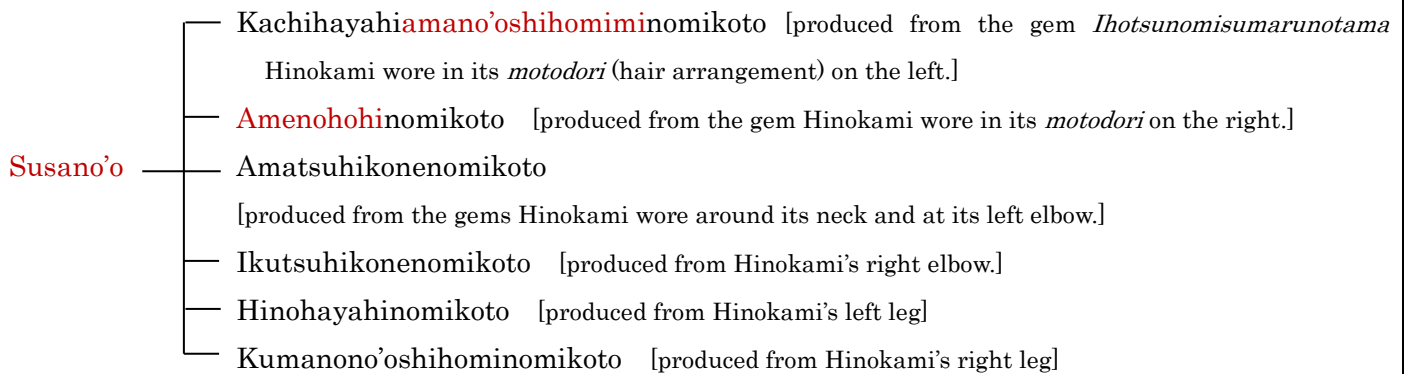 Kachihayahiamano’oshihomiminomikoto [produced from the gem Ihotsunomisumarunotama
Hinokami wore in its motodori (hair arrangement) on the left.]
Amenohohinomikoto [produced from the gem Hinokami wore in its motodori on the right.]
Susano’o
Amatsuhikonenomikoto
[produced from the gems Hinokami wore around its neck and at its left elbow.]
Ikutsuhikonenomikoto [produced from Hinokami’s right elbow.]
Hinohayahinomikoto [produced from Hinokami’s left leg]
Kumanono’oshihominomikoto [produced from Hinokami’s right leg]